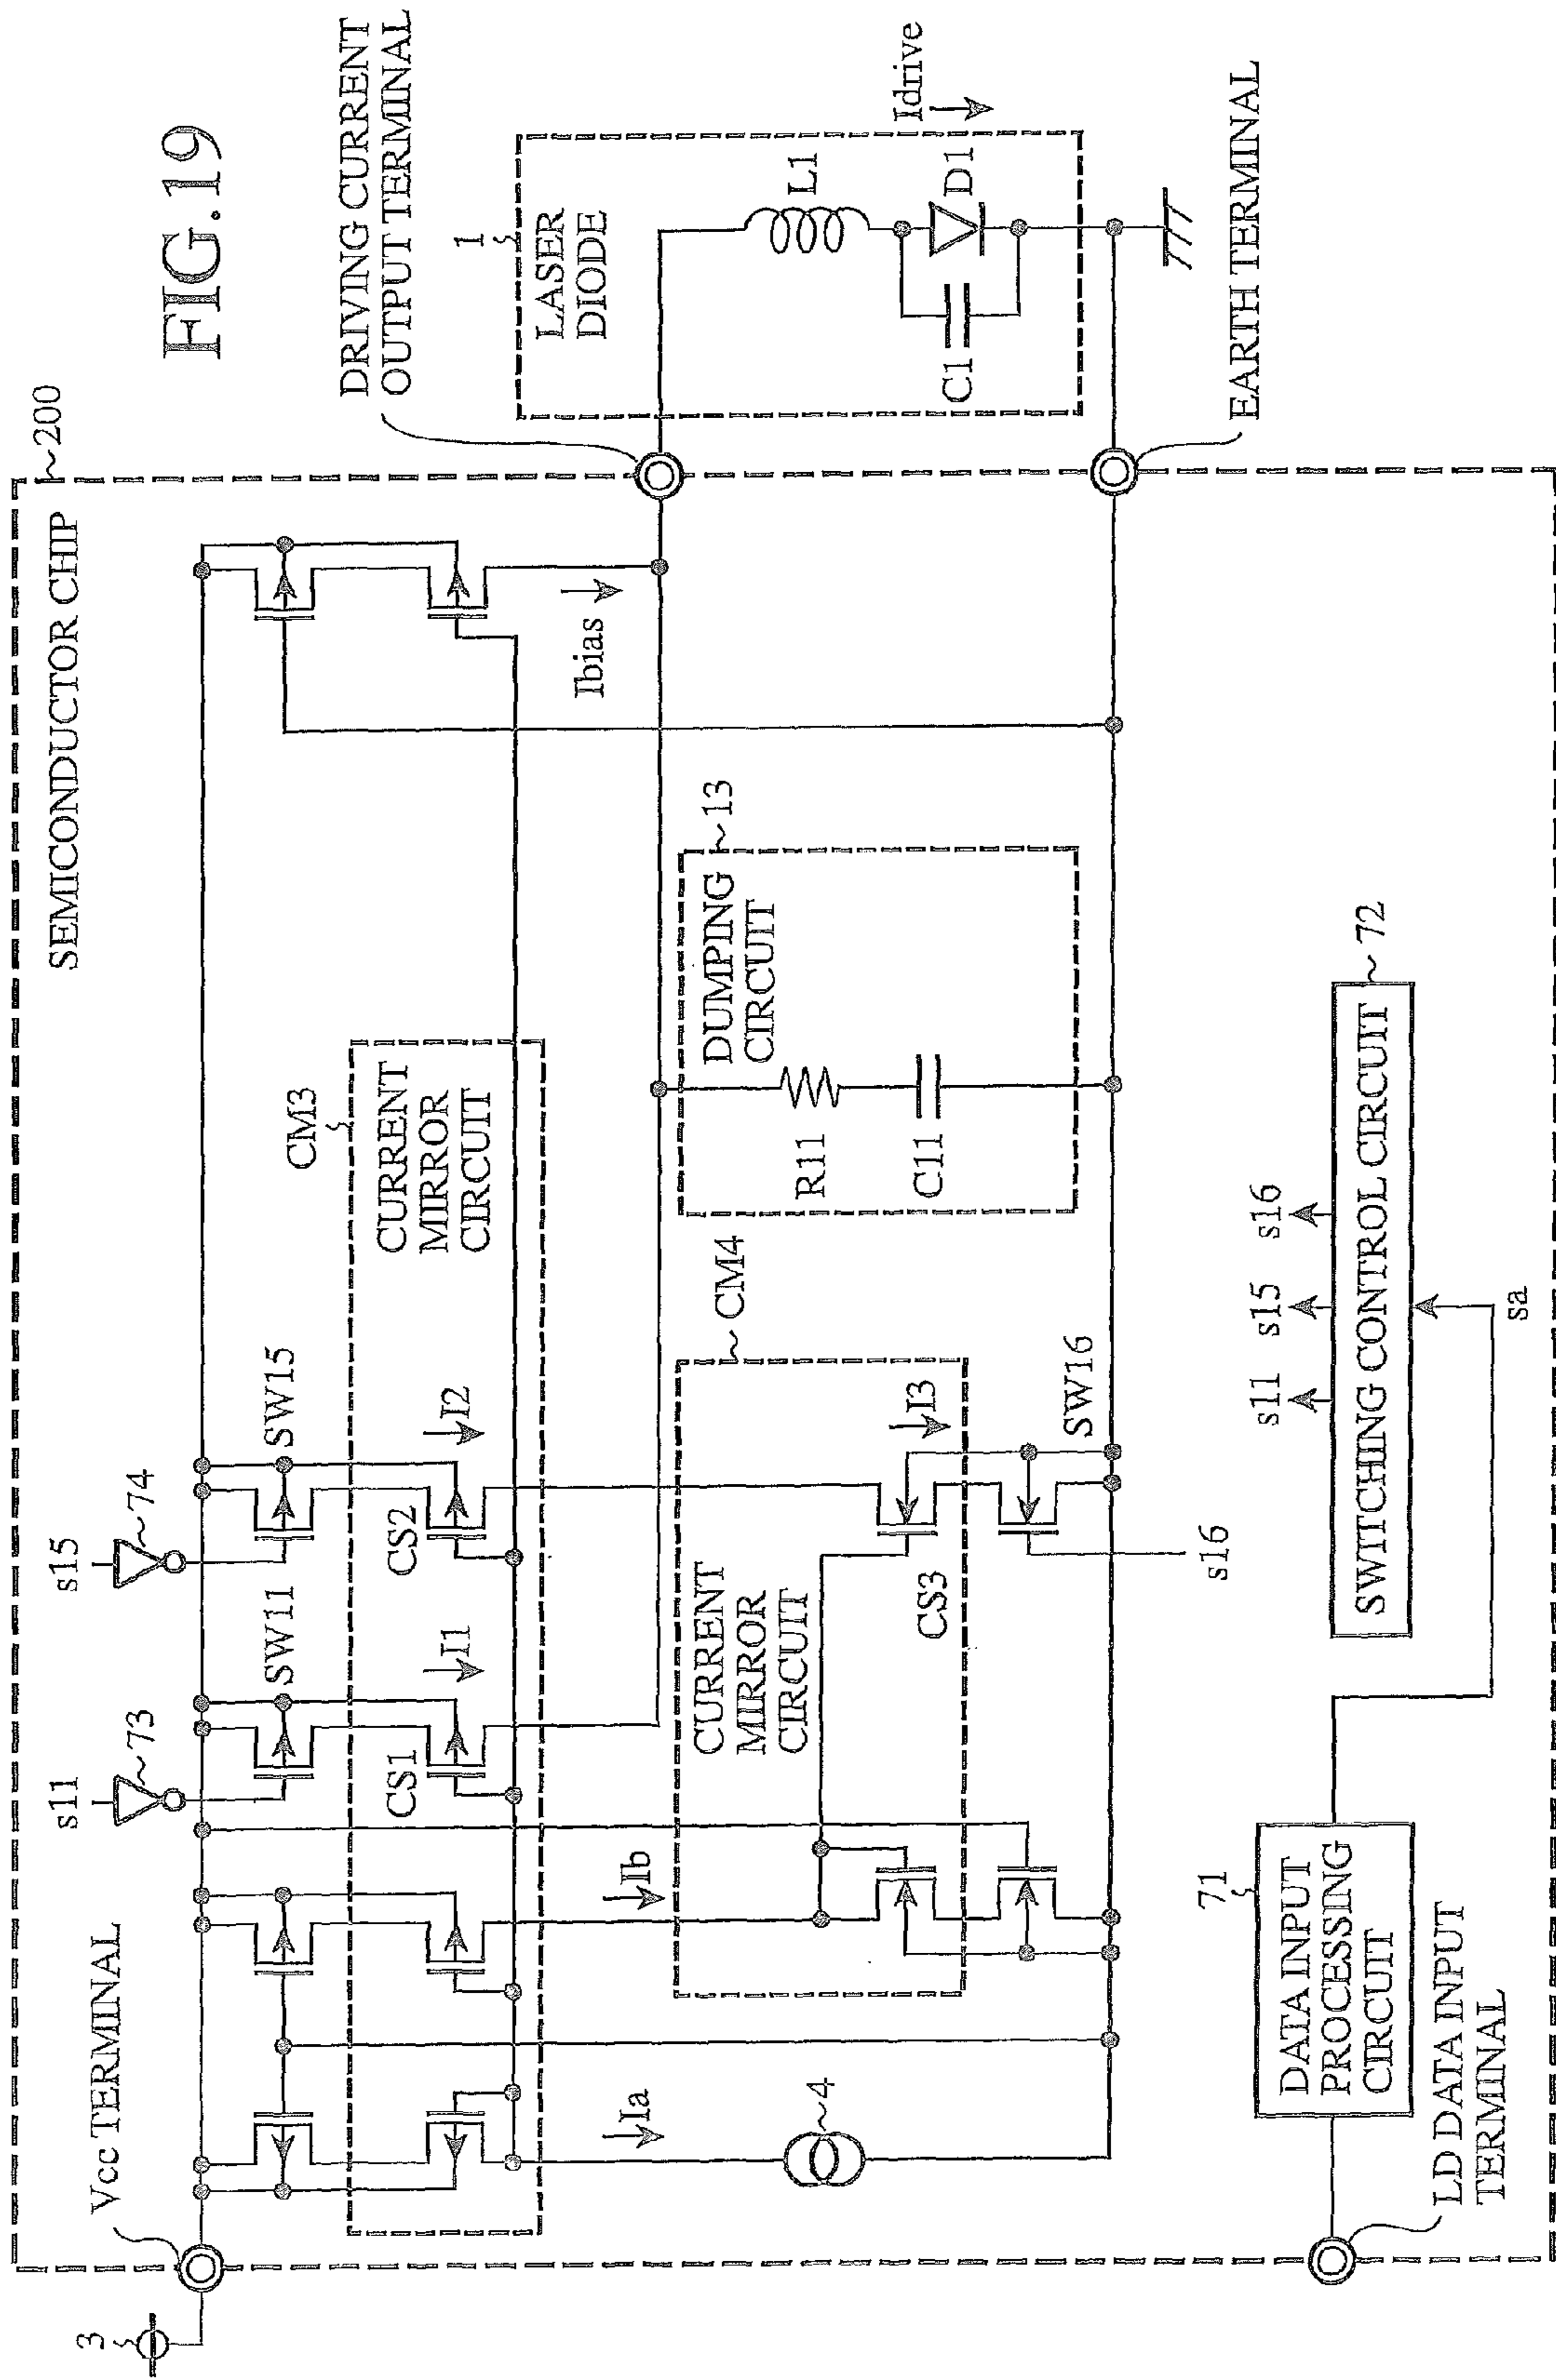 FIG.19
SEMICONDUCTOR CHIP
200
3
Vcc TERMINAL
s11
73
s15
74
SW11
SW15
CM3
CURRENT
MIRROR
CIRCUIT
CS1
I1
CS2
I2
Ia
Ib
Ibias
DRIVING CURRENT
OUTPUT TERMINAL
1
LASER
DIODE
L1
C1
D1
Idrive
EARTH TERMINAL
4
CURRENT
MIRROR
CIRCUIT
CM4
CS3
I3
SW16
s16
DUMPING
CIRCUIT
13
R11
C11
71
DATA INPUT
PROCESSING
CIRCUIT
LD DATA INPUT
TERMINAL
s11
s15
s16
SWITCHING CONTROL CIRCUIT
72
sa